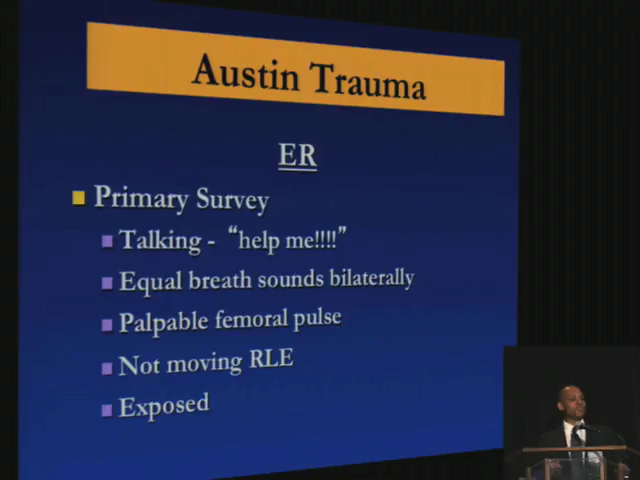 Austin Trauma
ER
Primary Survey
Talking - “help me!!!!”
Equal breath sounds bilaterally
Palpable femoral pulse
Not moving RLE
Exposed